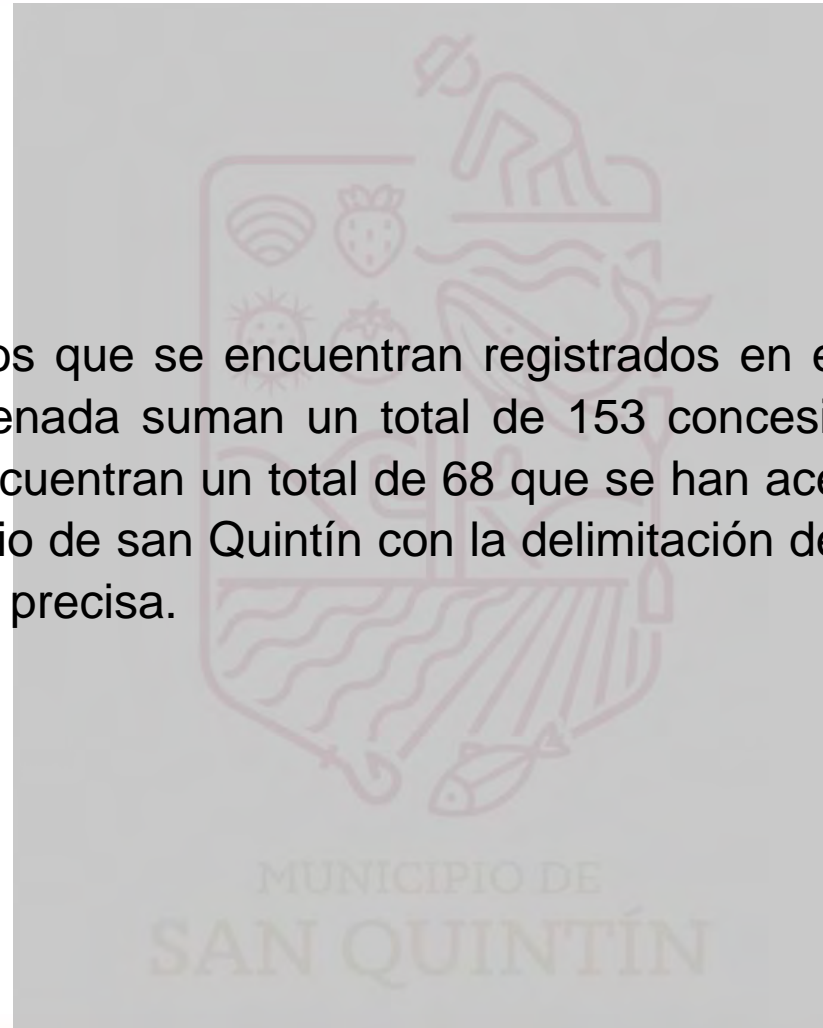 os que se encuentran registrados en e
enada suman un total de 153 concesi
cuentran un total de 68 que se han ace
io de san Quintín con la delimitación de
precisa.
MUNICIPIO DE
SAN QUINTÍN